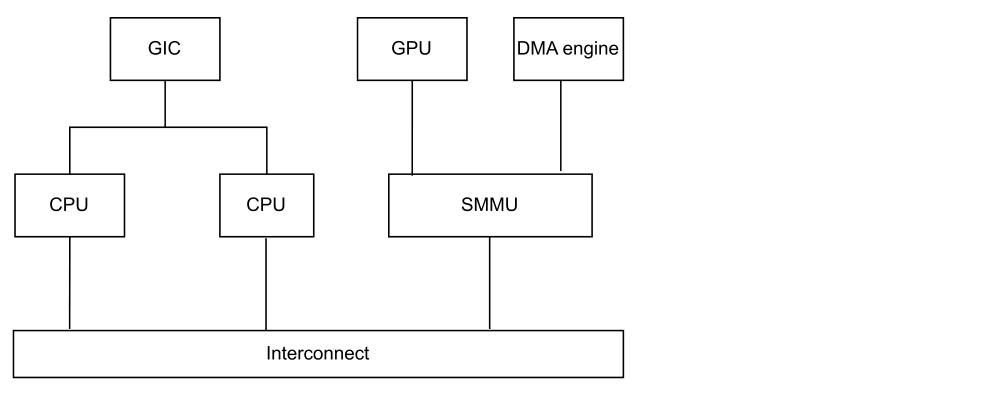 GIC
GPU
DMA engine
CPU
CPU
SMMU
Interconnect